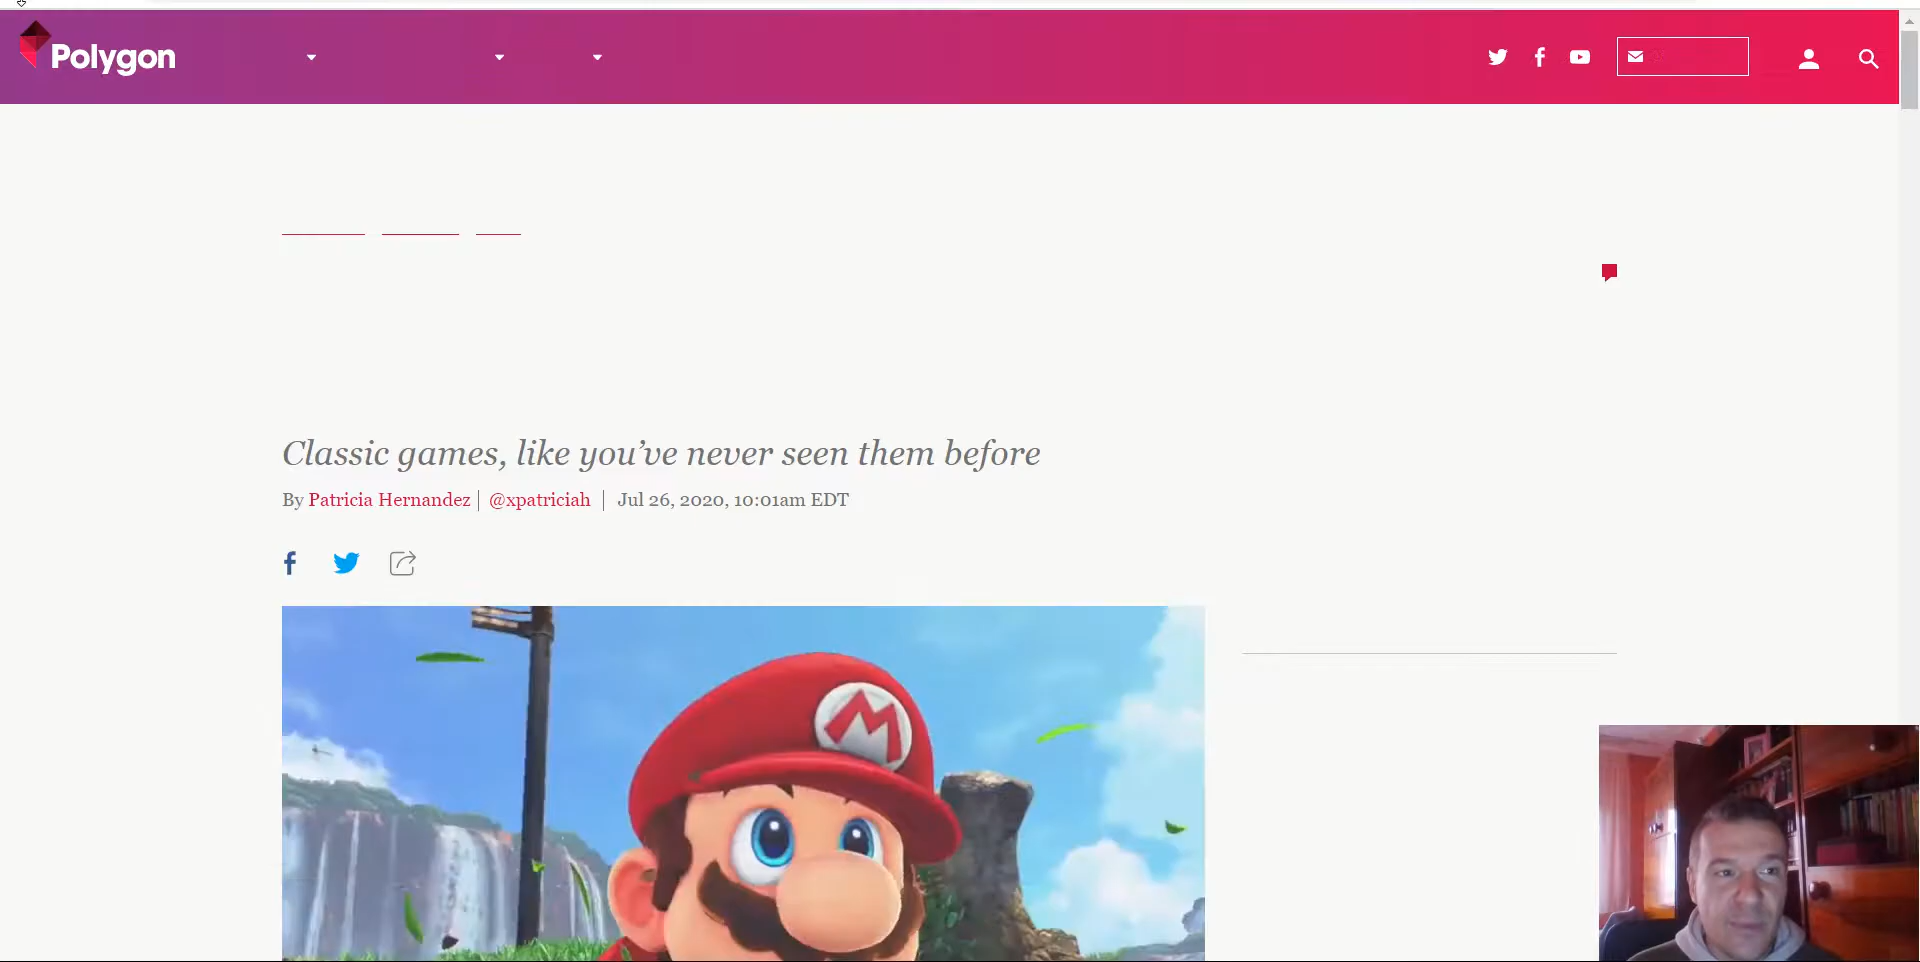 Polygon
Classic games, like you've never seen them before
By Patricia Hernandez | @xpatriciah | Jul 26, 2020, 10:01am EDT
M